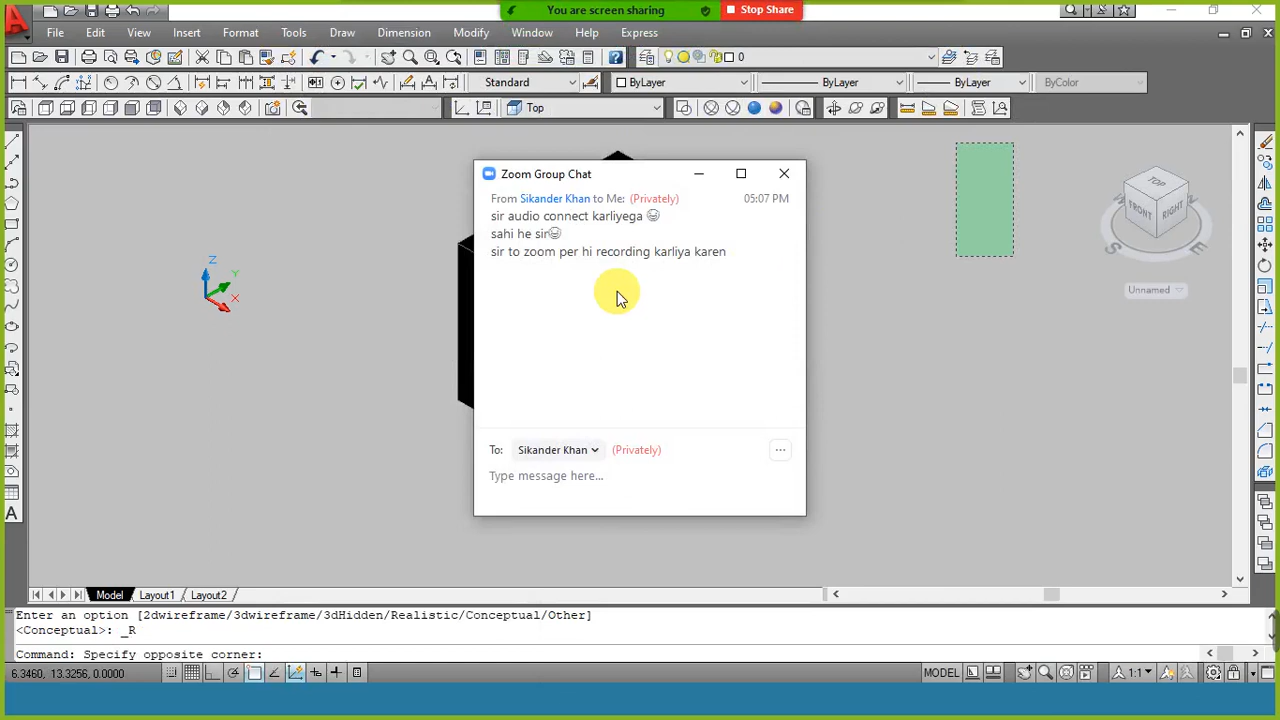 You are screen sharing
Stop Share
File Edit View Insert Format Tools Draw Dimension Modify Window Help Express
0
Standard ByLayer ByLayer ByLayer ByColor
Top
Zoom Group Chat
From Sikander Khan to Me: (Privately) 05:07 PM
sir audio connect karliyega 😂
sahi he sir😂
sir to zoom per hi recording karliya karen
To: Sikander Khan (Privately)
Type message here...
Z
Y
X
TOP
FRONT RIGHT
S
Unnamed
A
Model Layout1 Layout2
Enter an option [2dwireframe/3dwireframe/3dHidden/Realistic/Conceptual/Other]
<Conceptual>: _R
Command: Specify opposite corner:
6.3460, 13.3256, 0.0000 MODEL 1:1